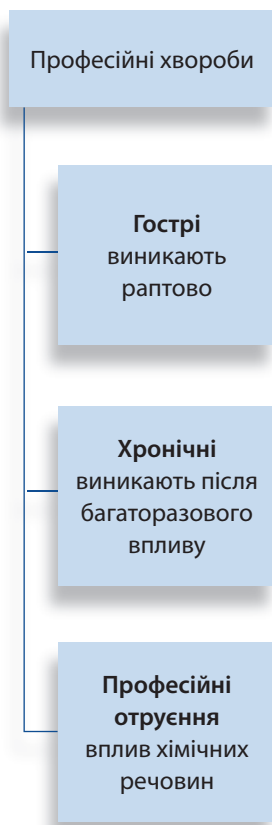 Професійні хвороби
Гострі
виникають
раптово
Хронічні
виникають після
багаторазового
впливу
Професійні
отруєння
вплив хімічних
речовин